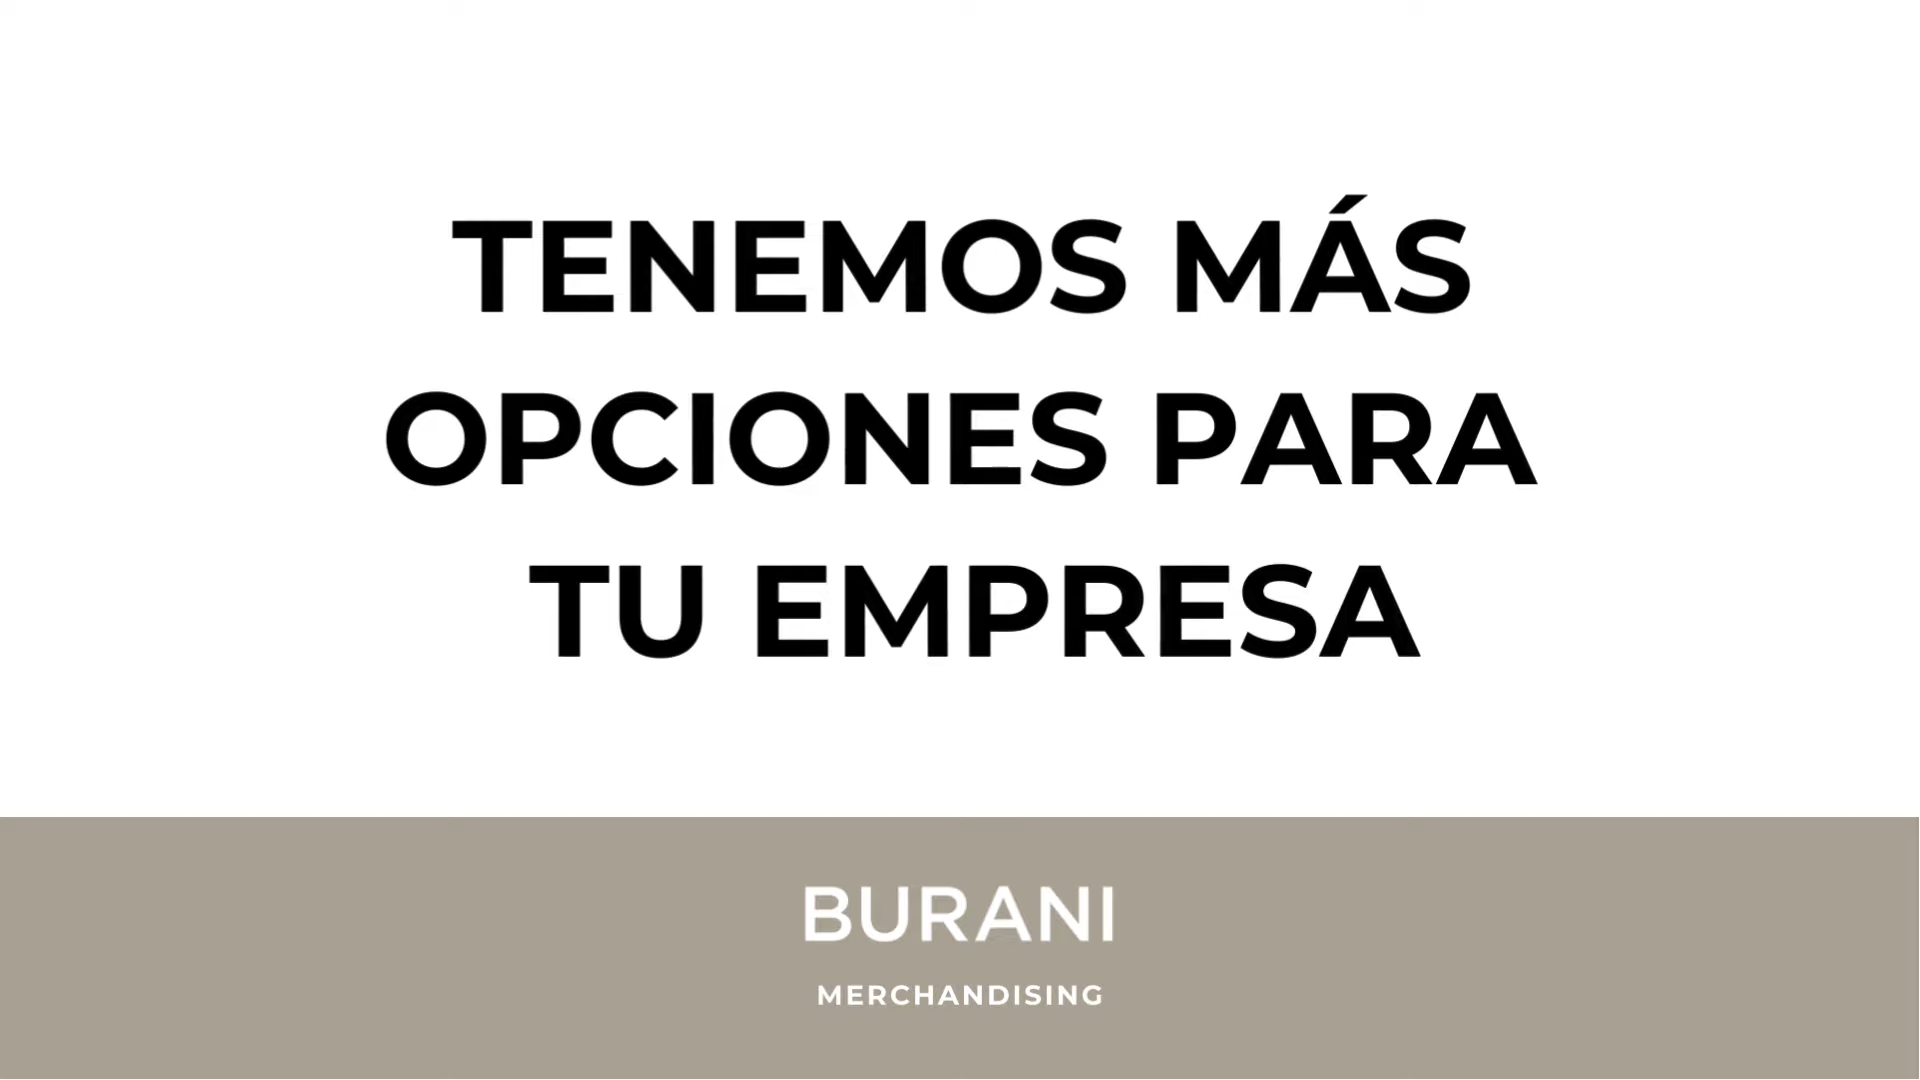 TENEMOS MÁS
OPCIONES PARA
TU EMPRESA
BURANI
MERCHANDISING